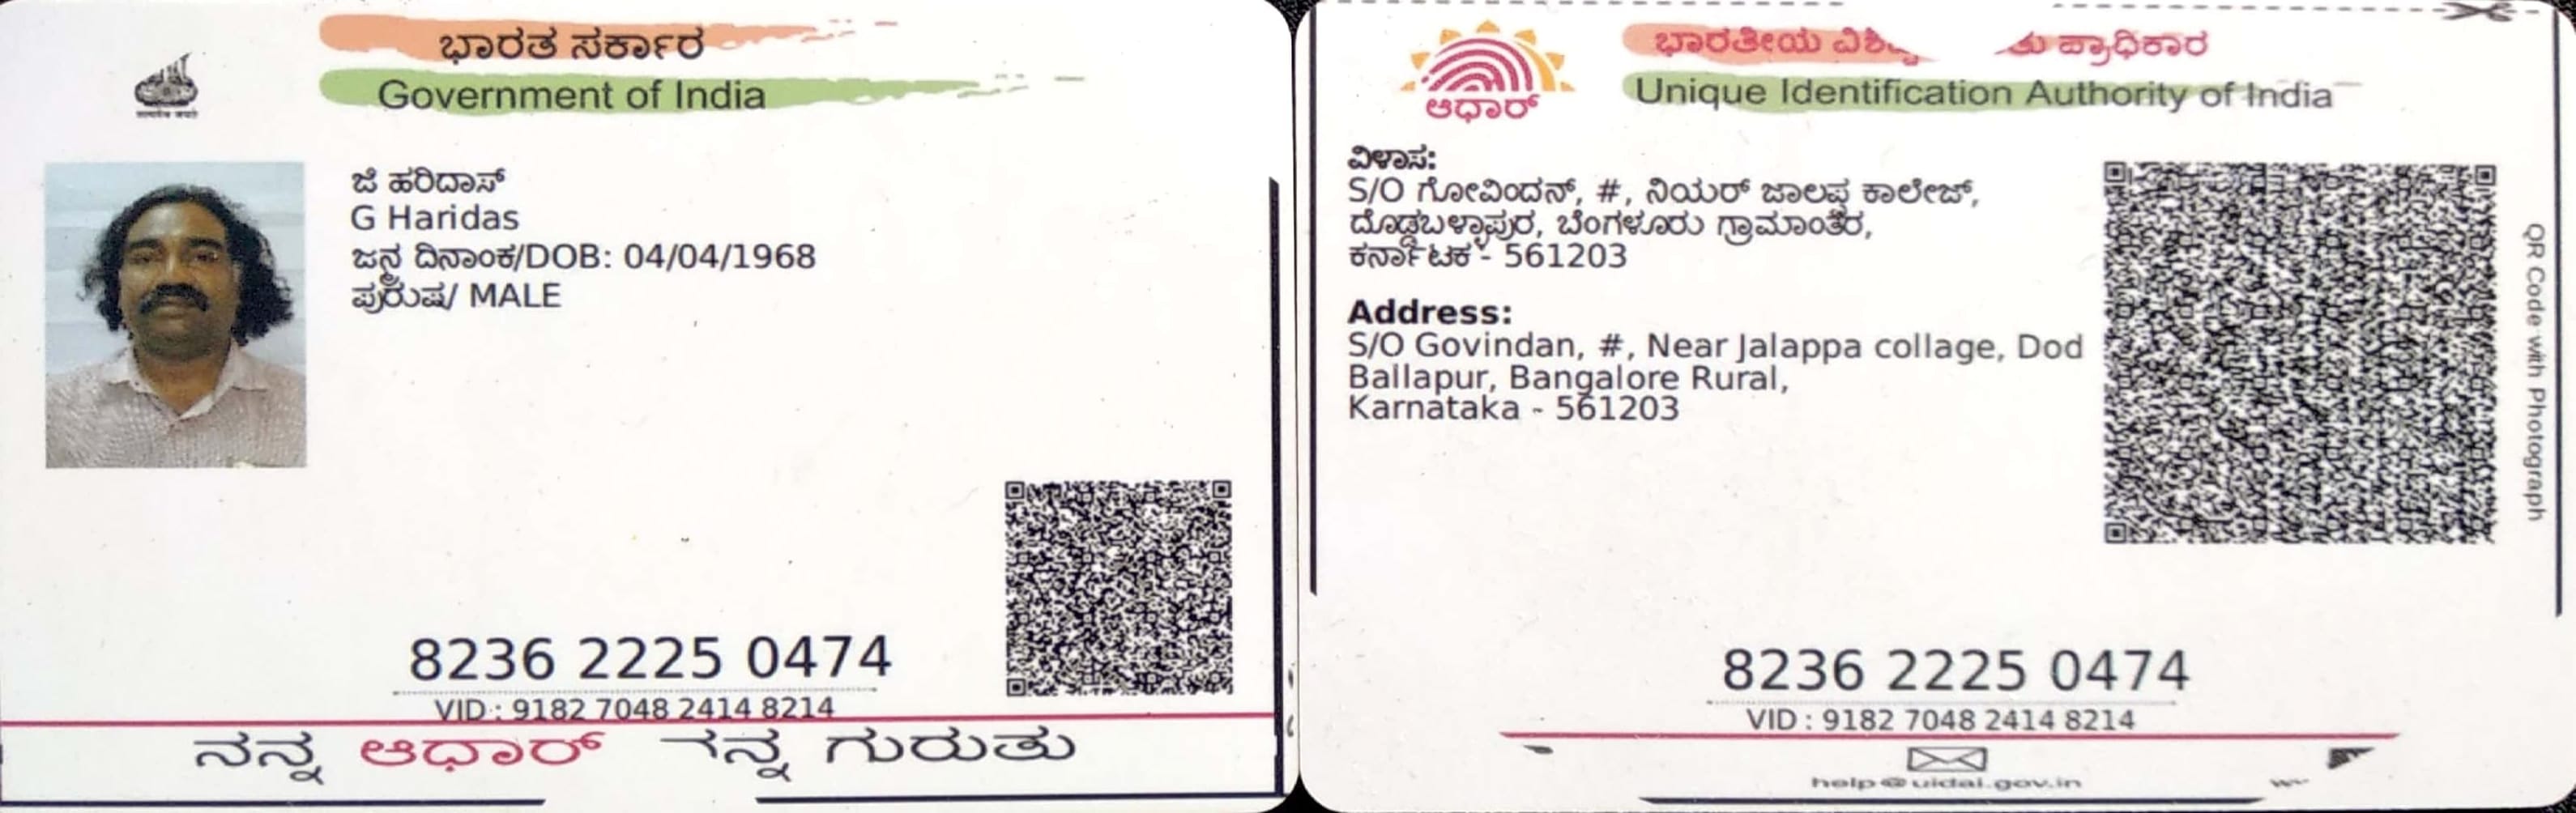 ಭಾರತ ಸರ್ಕಾರ
Government of India
ಜಿ ಹರಿದಾಸ್
G Haridas
ಜನ್ಮ ದಿನಾಂಕ/DOB: 04/04/1968
ಪುರುಷ/ MALE
8236 2225 0474
VID : 9182 7048 2414 8214
ನನ್ನ ಆಧಾರ್ ನನ್ನ ಗುರುತು
ಭಾರತೀಯ ಪ್ರಾಧಿಕಾರ
Unique Identification Authority of India
ಆಧಾರ್
ವಿಳಾಸ:
S/O ಗೋವಿಂದನ್, #, ನಿಯರ್ ಜಾಲಪ್ಪ ಕಾಲೇಜ್,
ದೊಡ್ಡಬಳ್ಳಾಪುರ, ಬೆಂಗಳೂರು ಗ್ರಾಮಾಂತರ,
ಕರ್ನಾಟಕ - 561203
Address:
S/O Govindan, #, Near Jalappa collage, Dod
Ballapur, Bangalore Rural,
Karnataka - 561203
QR Code with Photograph
8236 2225 0474
VID : 9182 7048 2414 8214
help@uidai.gov.in